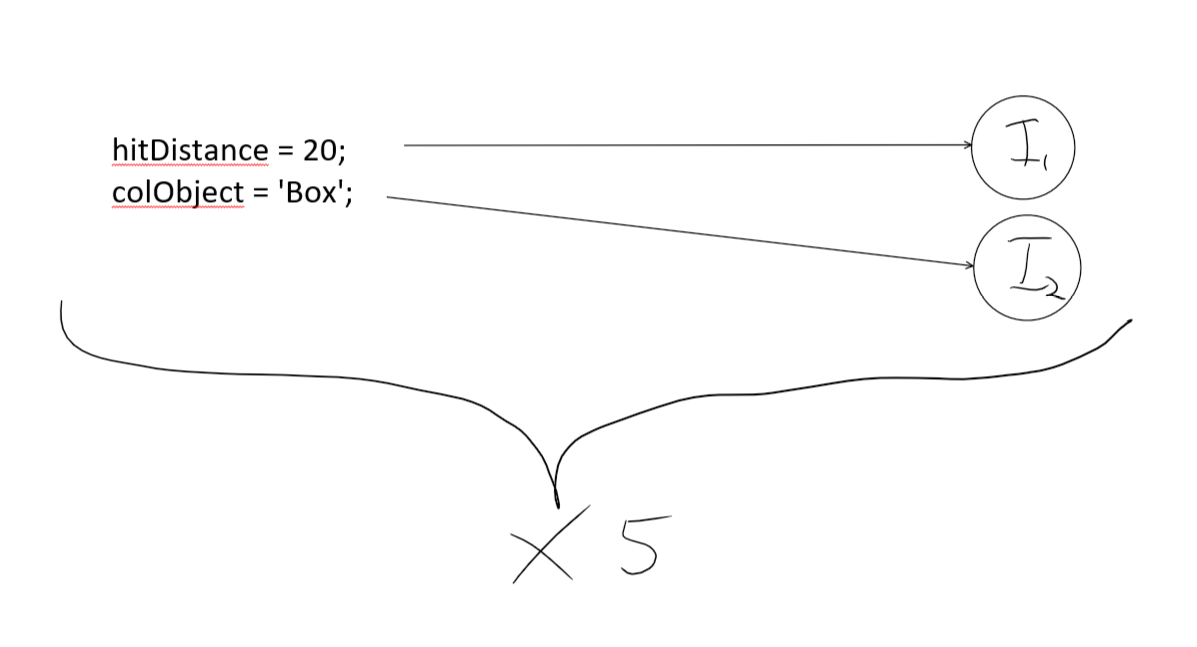 hitDistance = 20;
I₁
colObject = 'Box';
I₂
X 5